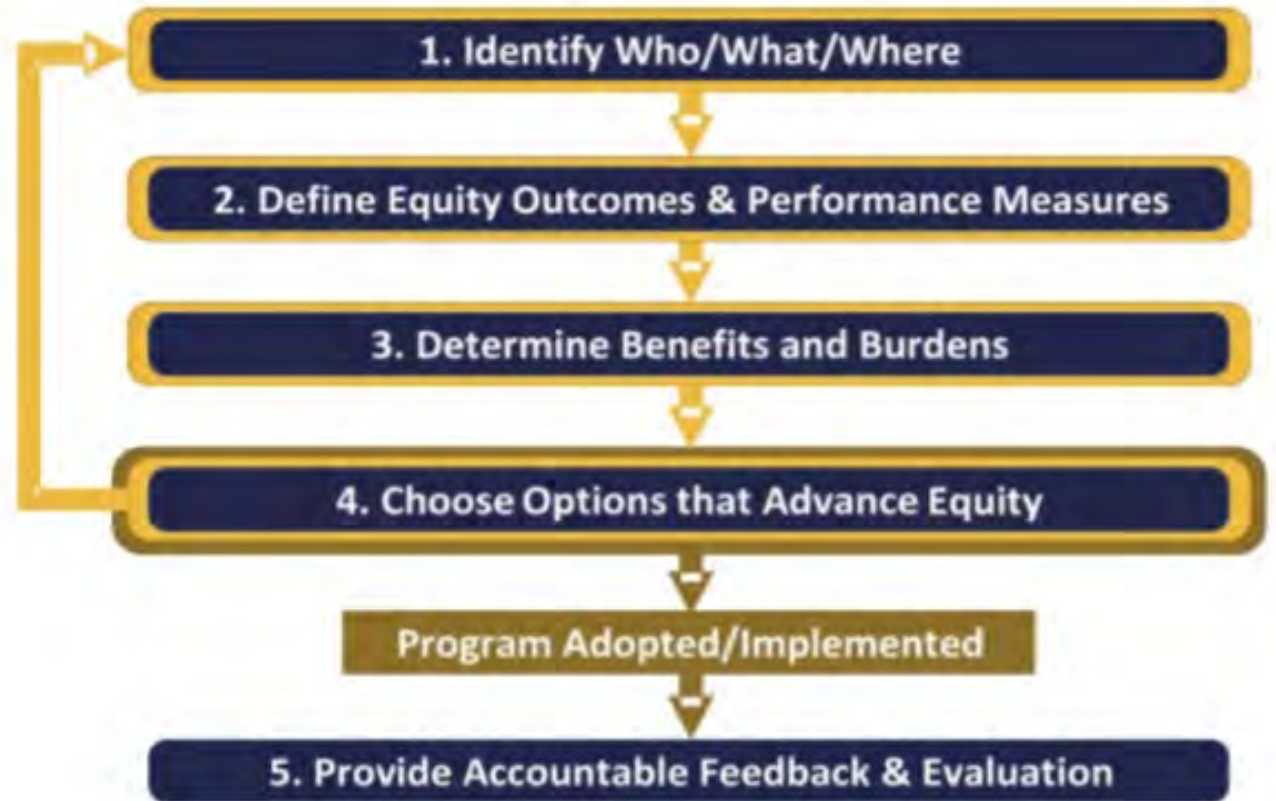 1. Identify Who/What/Where
2. Define Equity Outcomes & Performance Measures
3. Determine Benefits and Burdens
4. Choose Options that Advance Equity
Program Adopted/Implemented
5. Provide Accountable Feedback & Evaluation